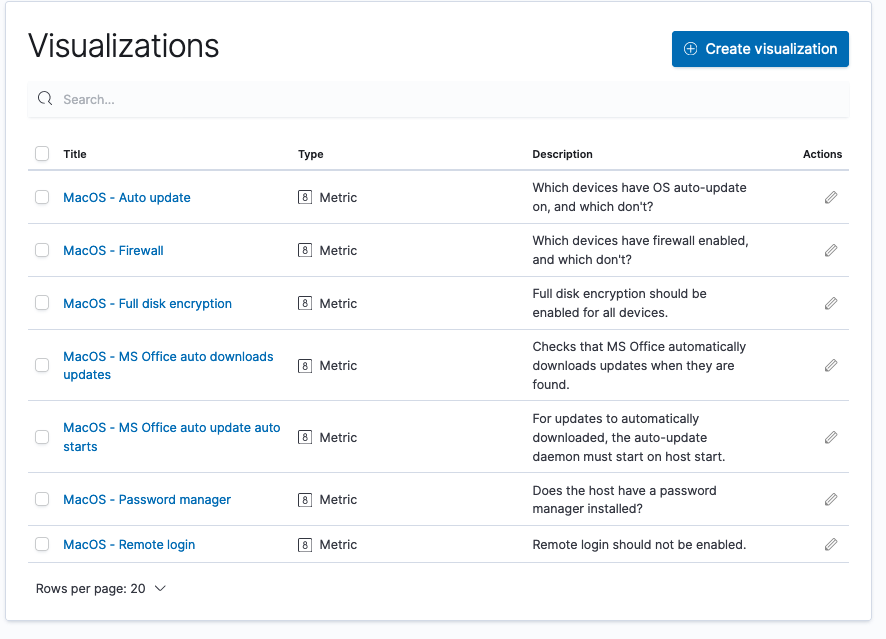 Visualizations
Create visualization
Search...
Title Type Description Actions
MacOS - Auto update 8 Metric Which devices have OS auto-update
on, and which don't?
MacOS - Firewall 8 Metric Which devices have firewall enabled,
and which don't?
MacOS - Full disk encryption 8 Metric Full disk encryption should be
enabled for all devices.
MacOS - MS Office auto downloads
updates 8 Metric Checks that MS Office automatically
downloads updates when they are
found.
MacOS - MS Office auto update auto
starts 8 Metric For updates to automatically
downloaded, the auto-update
daemon must start on host start.
MacOS - Password manager 8 Metric Does the host have a password
manager installed?
MacOS - Remote login 8 Metric Remote login should not be enabled.
Rows per page: 20